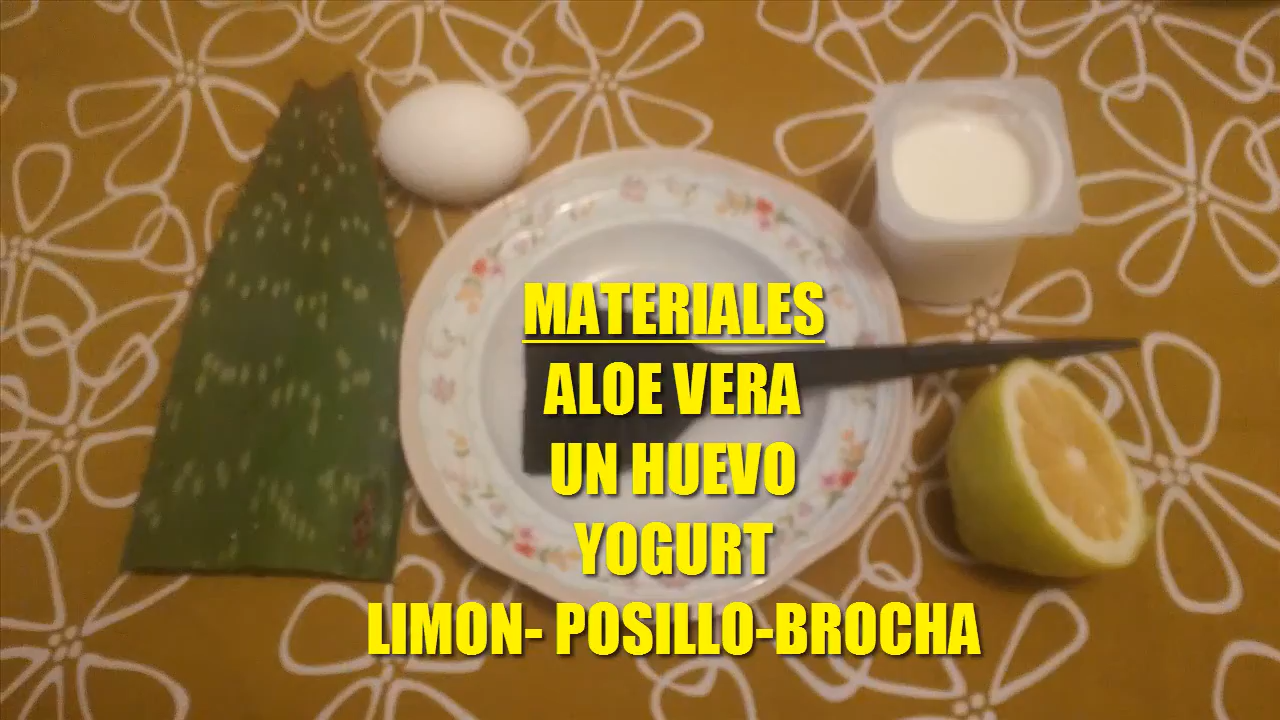 MATERIALES
ALOE VERA
UN HUEVO
YOGURT
LIMON- POSILLO-BROCHA